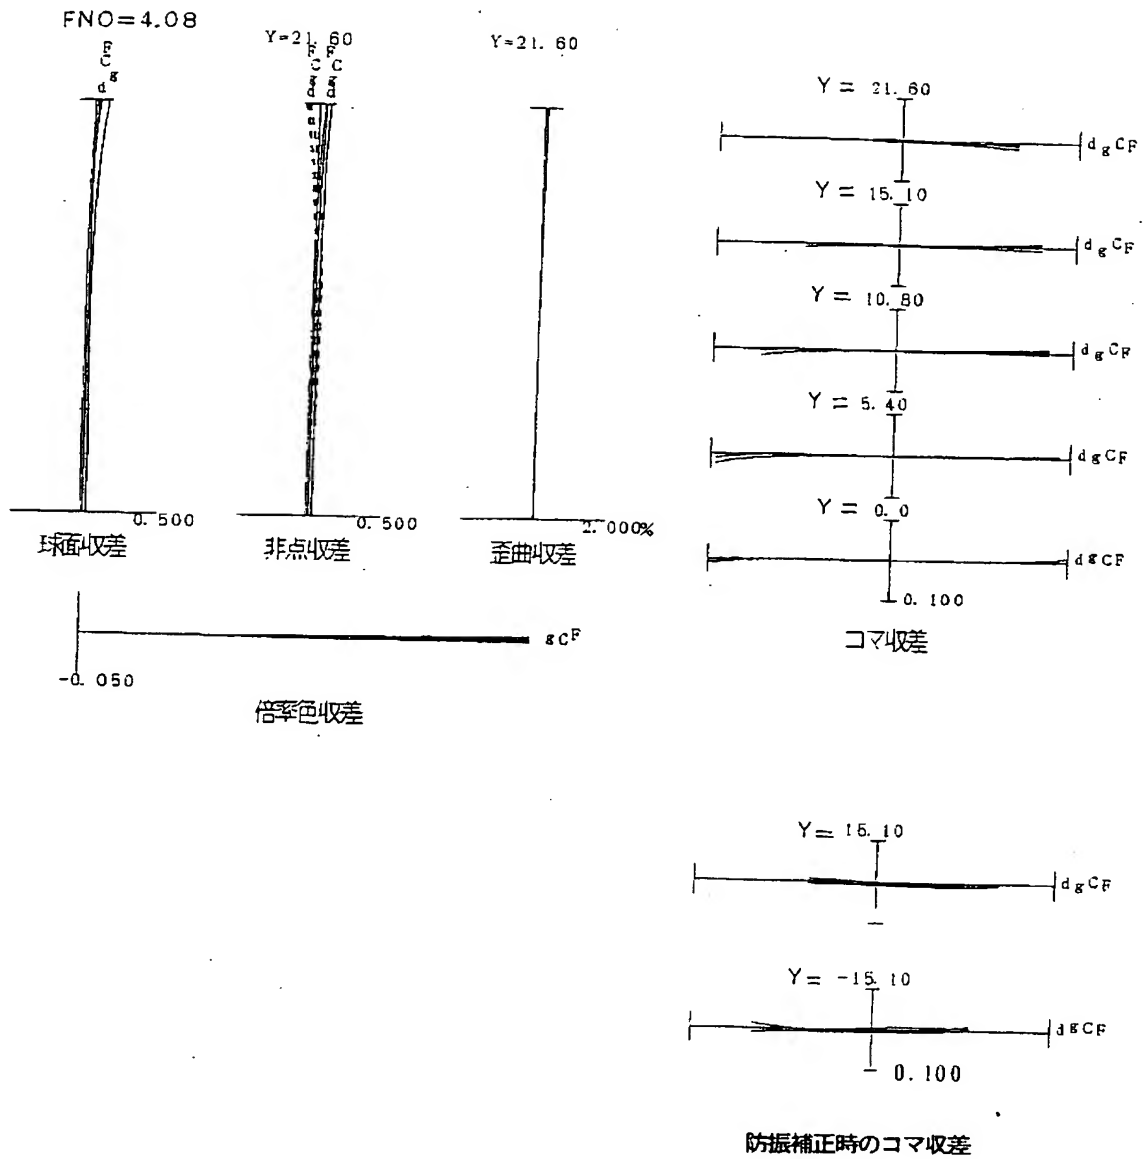 FNO=4.08
F
C
g
d
Y=21.60
F F
C C
g g
d d
Y=21.60
0.500
球面収差
0.500
非点収差
2.000%
歪曲収差
g C F
-0.050
倍率色収差
Y= 21.60
d g C F
Y= 15.10
d g C F
Y= 10.80
d g C F
Y= 5.40
d g C F
Y= 0.0
d g C F
0.100
コマ収差
Y= 15.10
d g C F
Y= -15.10
d g C F
0.100
防振補正時のコマ収差